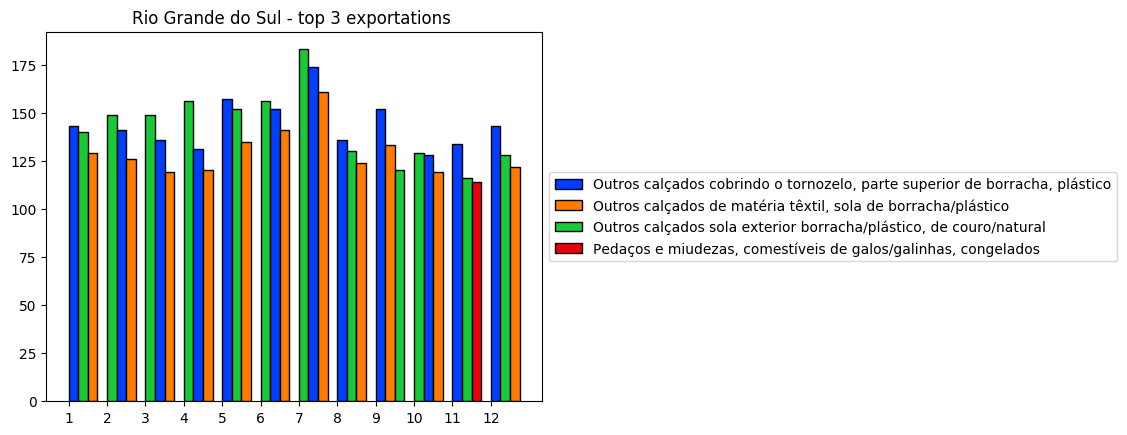 Rio Grande do Sul - top 3 exportations
175
150
125
100
75
50
25
0
1 2 3 4 5 6 7 8 9 10 11 12
Outros calçados cobrindo o tornozelo, parte superior de borracha, plástico
Outros calçados de matéria têxtil, sola de borracha/plástico
Outros calçados sola exterior borracha/plástico, de couro/natural
Pedaços e miudezas, comestíveis de galos/galinhas, congelados